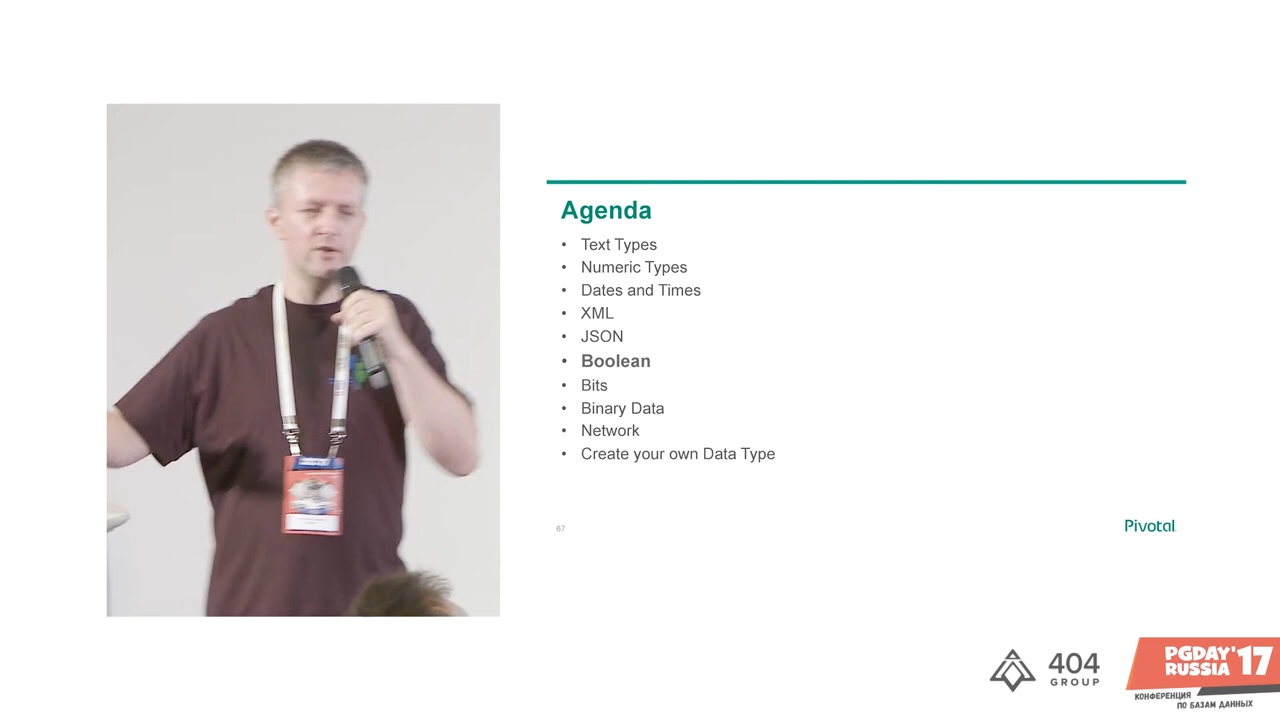 Agenda
• Text Types
• Numeric Types
• Dates and Times
• XML
• JSON
• Boolean
• Bits
• Binary Data
• Network
• Create your own Data Type
67
Pivotal
404
GROUP
PGDAY'17
RUSSIA
КОНФЕРЕНЦИЯ
ПО БАЗАМ ДАННЫХ